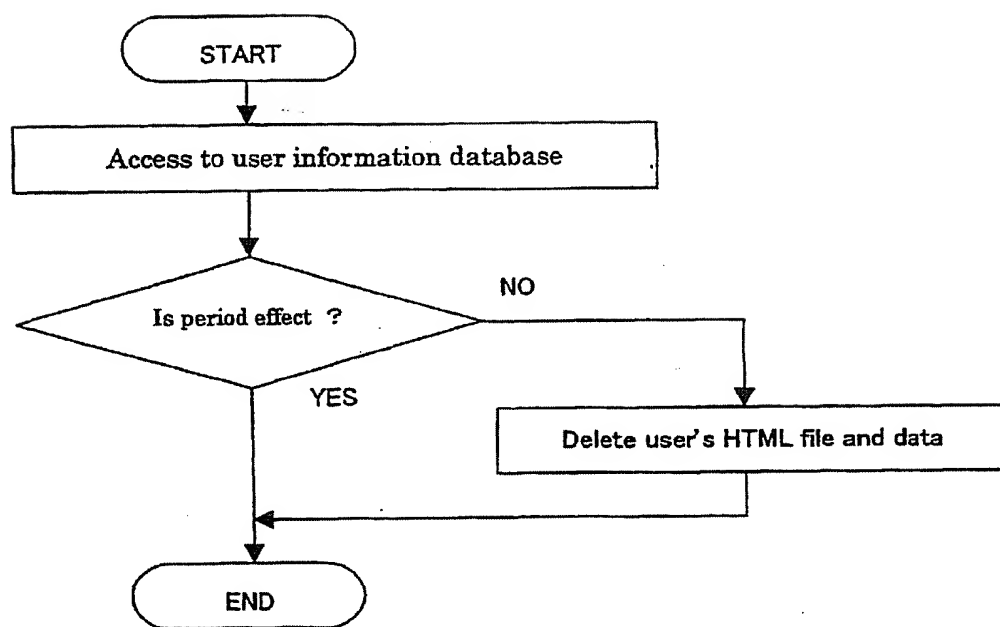 START
Access to user information database
Is period effect ?
NO
YES
Delete user's HTML file and data
END